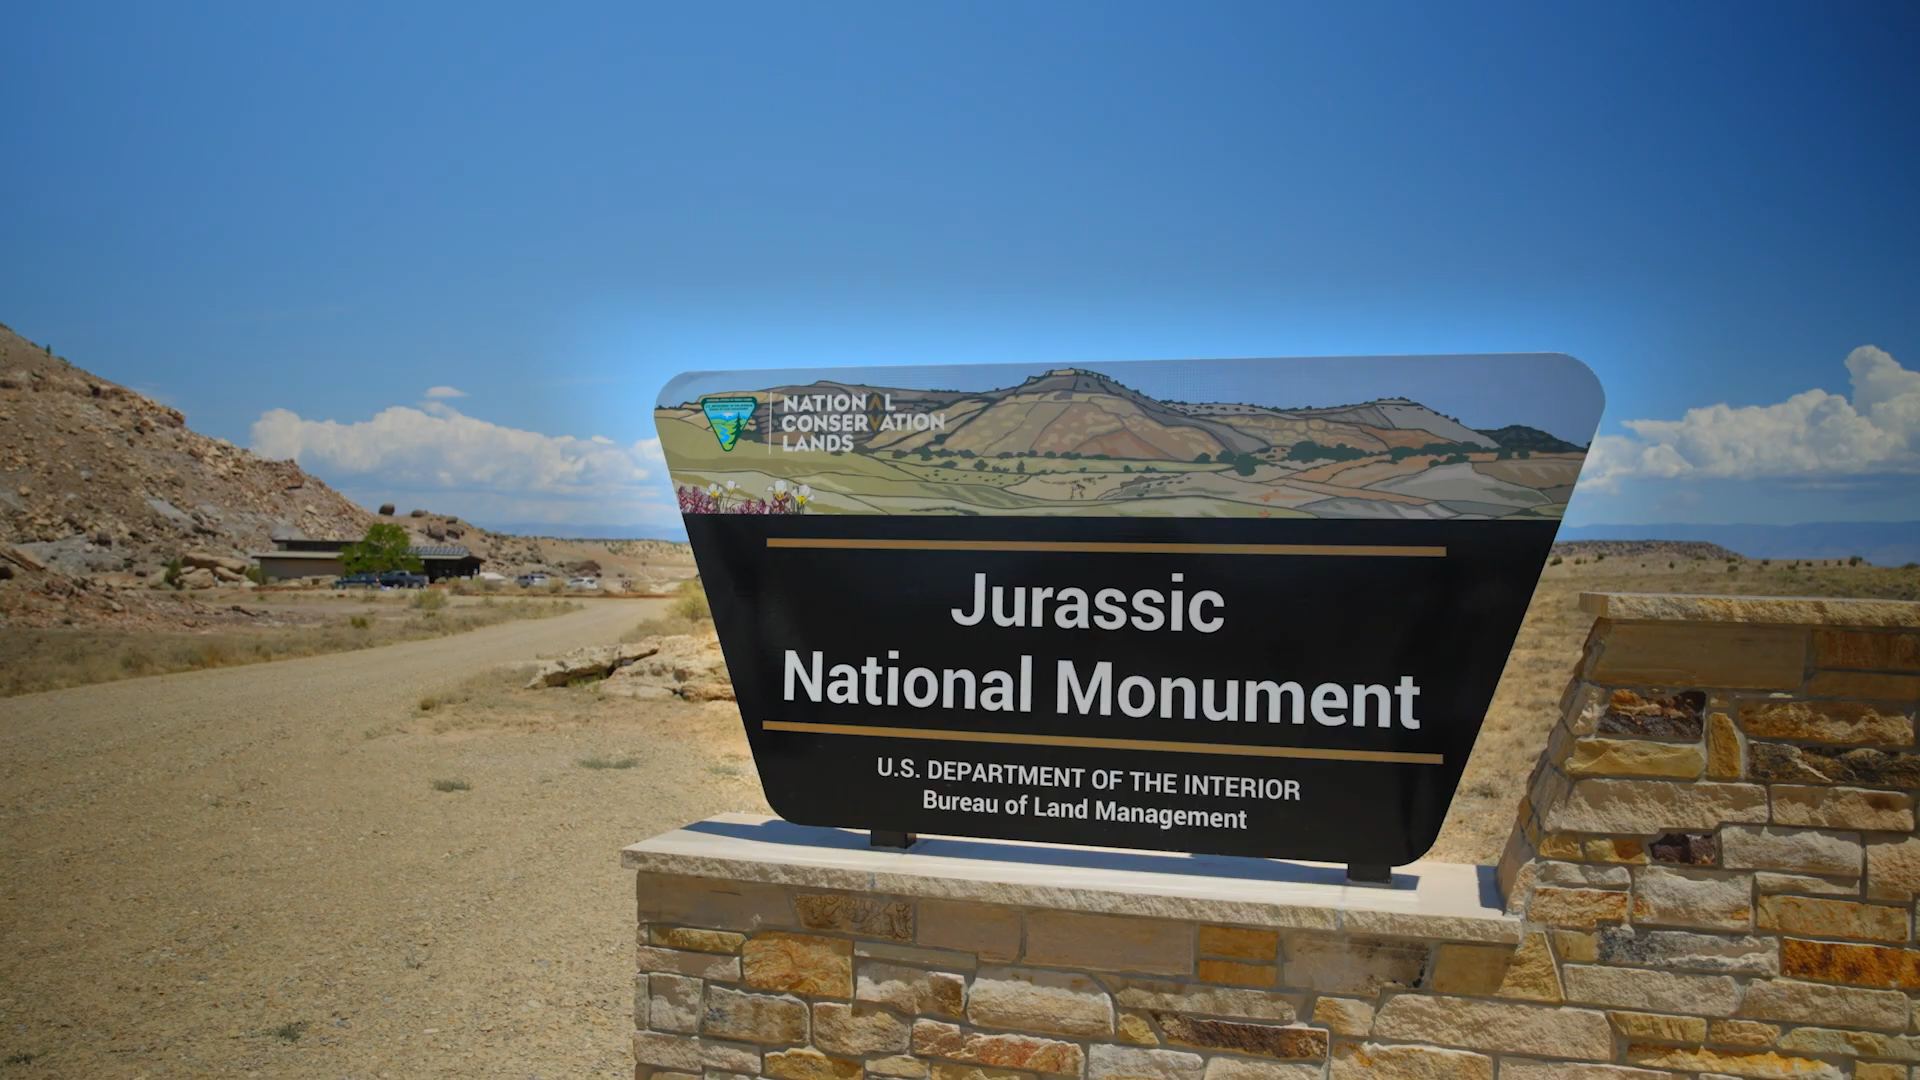 NATIONAL
CONSERVATION
LANDS
Jurassic
National Monument
U.S. DEPARTMENT OF THE INTERIOR
Bureau of Land Management